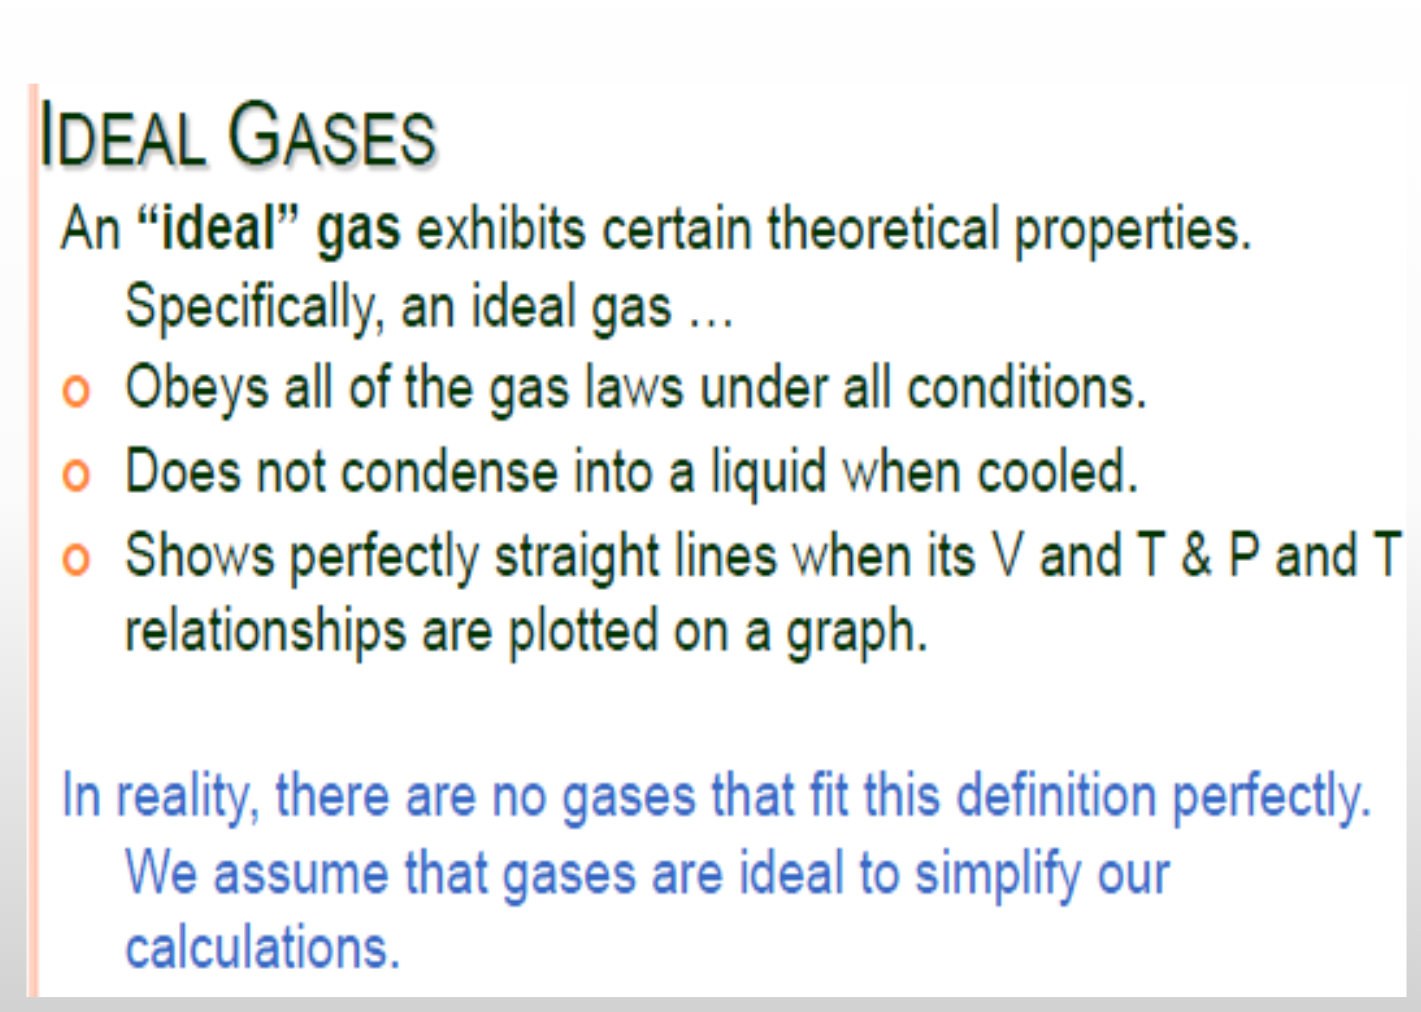 IDEAL GASES
An “ideal” gas exhibits certain theoretical properties.
Specifically, an ideal gas …
o Obeys all of the gas laws under all conditions.
o Does not condense into a liquid when cooled.
o Shows perfectly straight lines when its V and T & P and T
relationships are plotted on a graph.
In reality, there are no gases that fit this definition perfectly.
We assume that gases are ideal to simplify our
calculations.